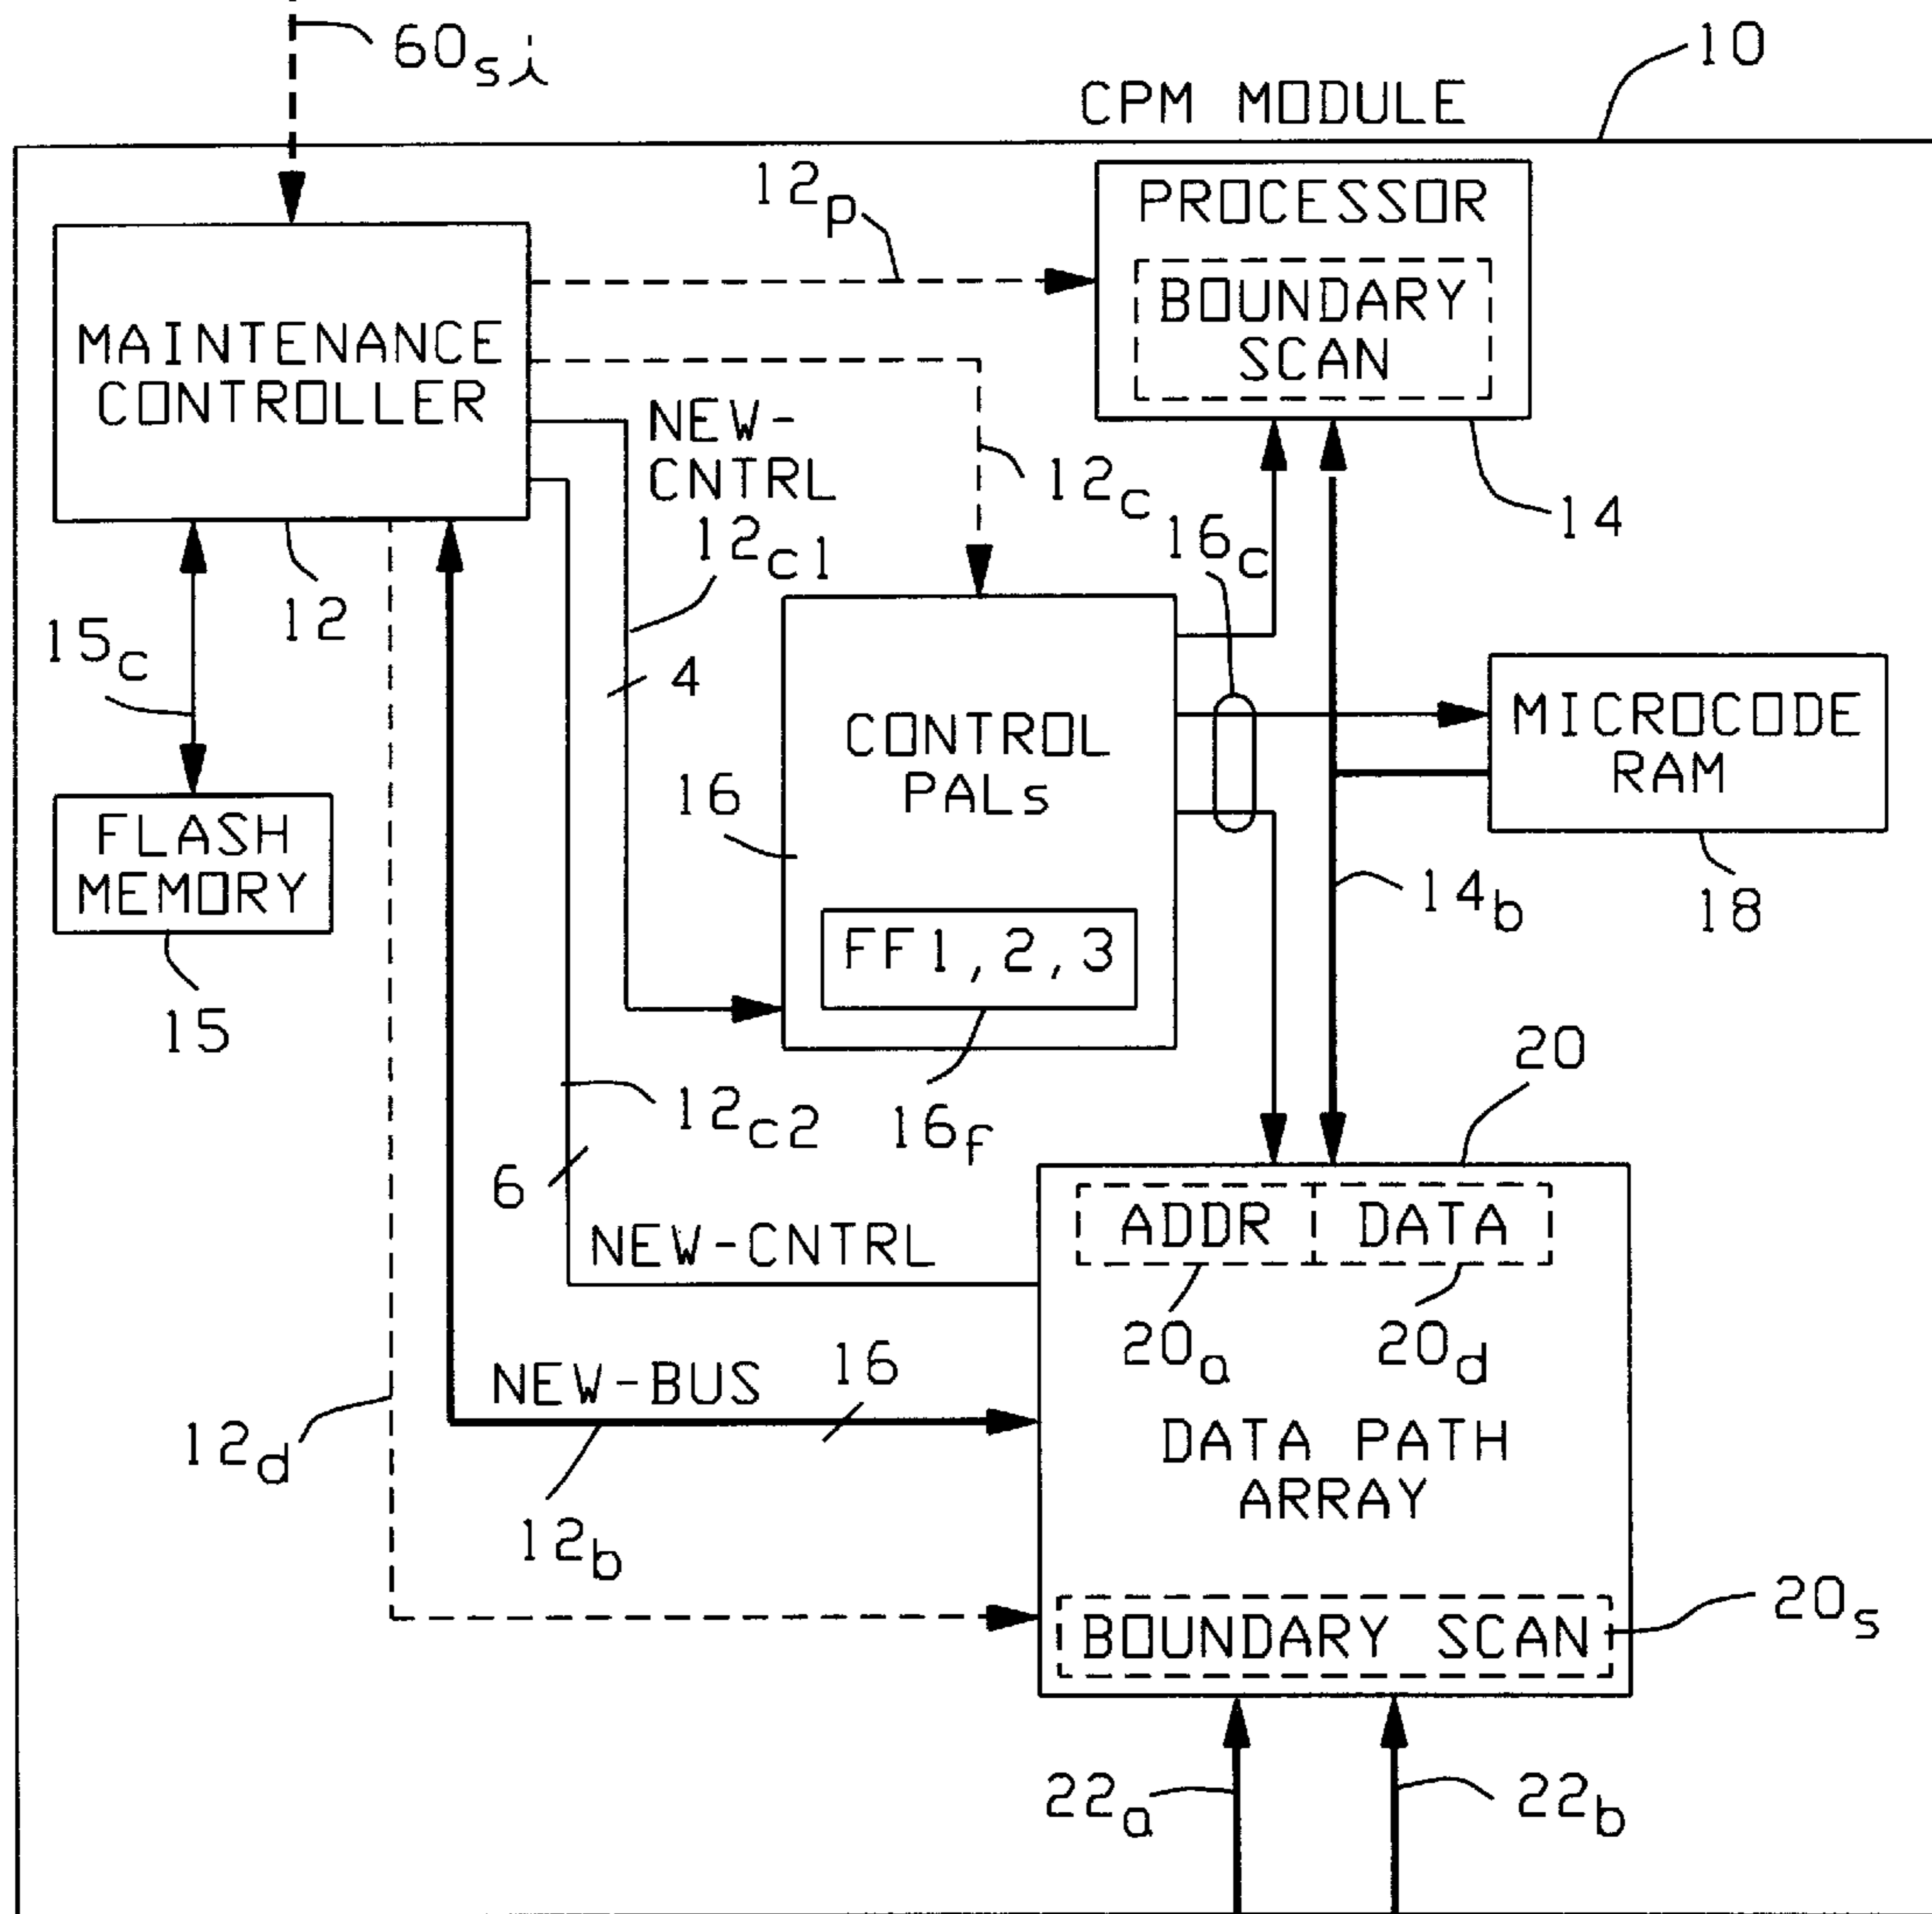 60si
10
CPM MODULE
12p
PROCESSOR
BOUNDARY
SCAN
MAINTENANCE
CONTROLLER
NEW-
CNTRL
12c
14
16c
12c1
12
15c
4
MICROCODE
RAM
CONTROL
PALs
16
FLASH
MEMORY
14b
18
FF1,2,3
15
20
12c2
16f
6
ADDR
DATA
NEW-CNTRL
20a
20d
16
NEW-BUS
DATA PATH
ARRAY
12d
12b
20s
BOUNDARY SCAN
22a
22b